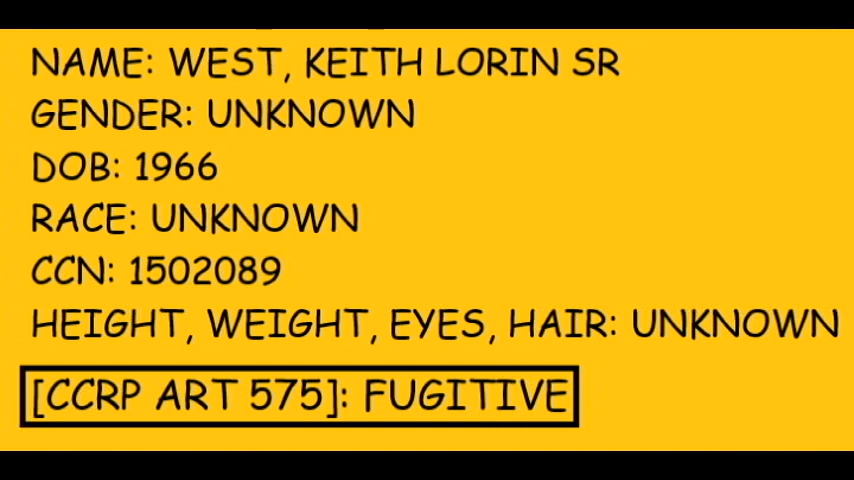 NAME: WEST, KEITH LORIN SR
GENDER: UNKNOWN
DOB: 1966
RACE: UNKNOWN
CCN: 1502089
HEIGHT, WEIGHT, EYES, HAIR: UNKNOWN
[CCRP ART 575]: FUGITIVE